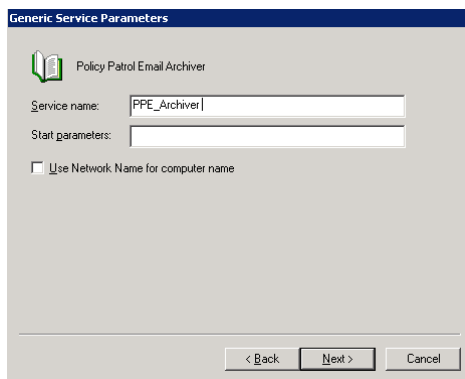 Generic Service Parameters
Policy Patrol Email Archiver
Service name: PPE_Archiver
Start parameters:
Use Network Name for computer name
< Back Next > Cancel